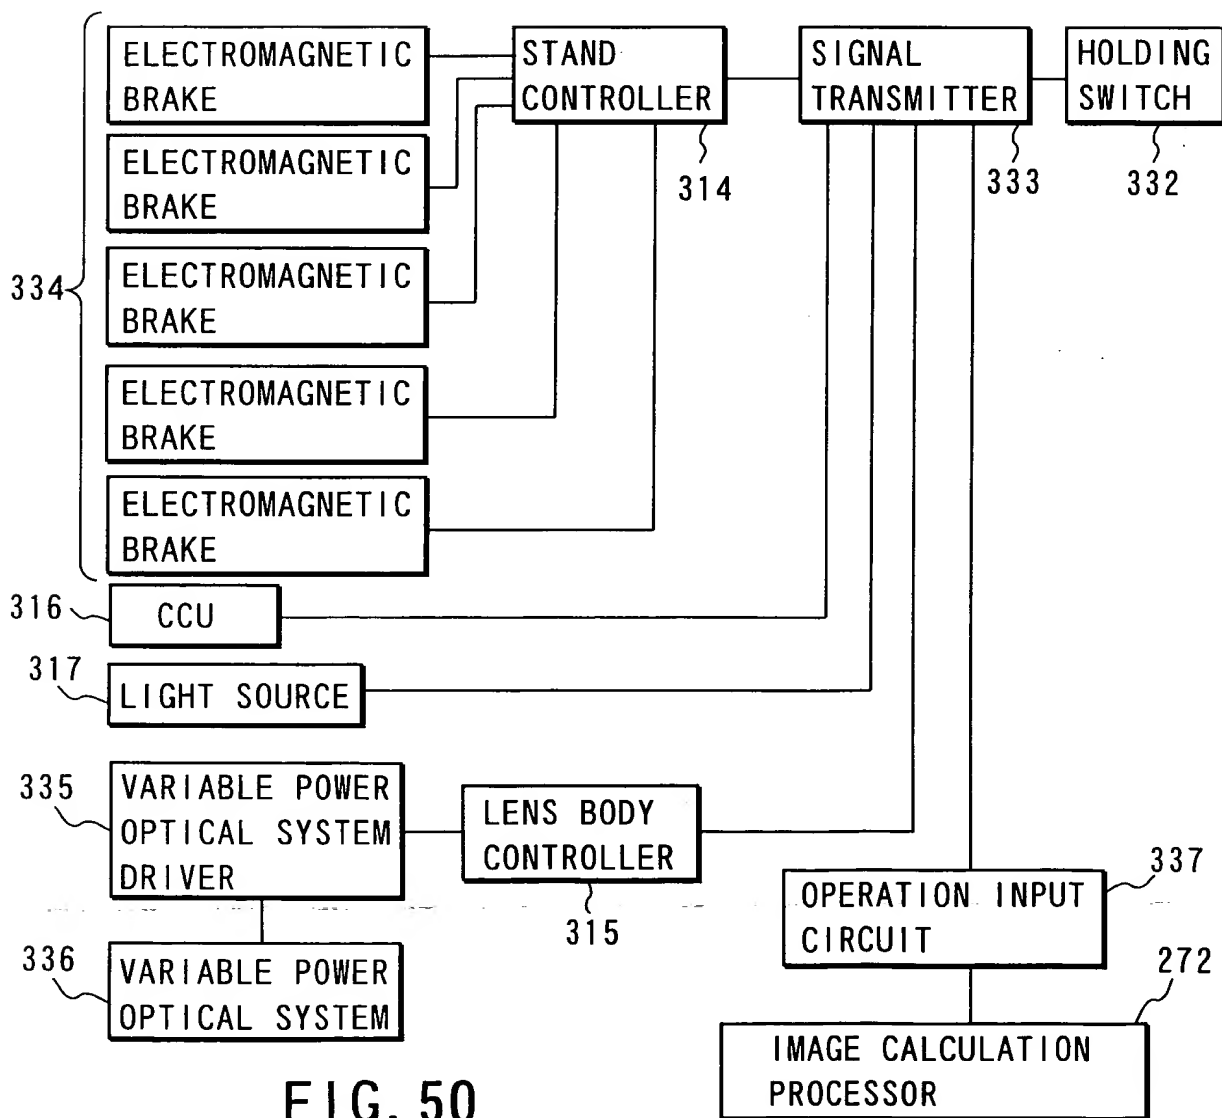 ELECTROMAGNETIC
BRAKE
STAND
CONTROLLER
SIGNAL
TRANSMITTER
HOLDING
SWITCH
314
333
332
ELECTROMAGNETIC
BRAKE
334
ELECTROMAGNETIC
BRAKE
ELECTROMAGNETIC
BRAKE
ELECTROMAGNETIC
BRAKE
316
CCU
317
LIGHT SOURCE
335
VARIABLE POWER
OPTICAL SYSTEM
DRIVER
LENS BODY
CONTROLLER
315
337
OPERATION INPUT
CIRCUIT
336
VARIABLE POWER
OPTICAL SYSTEM
272
IMAGE CALCULATION
PROCESSOR
FIG. 50